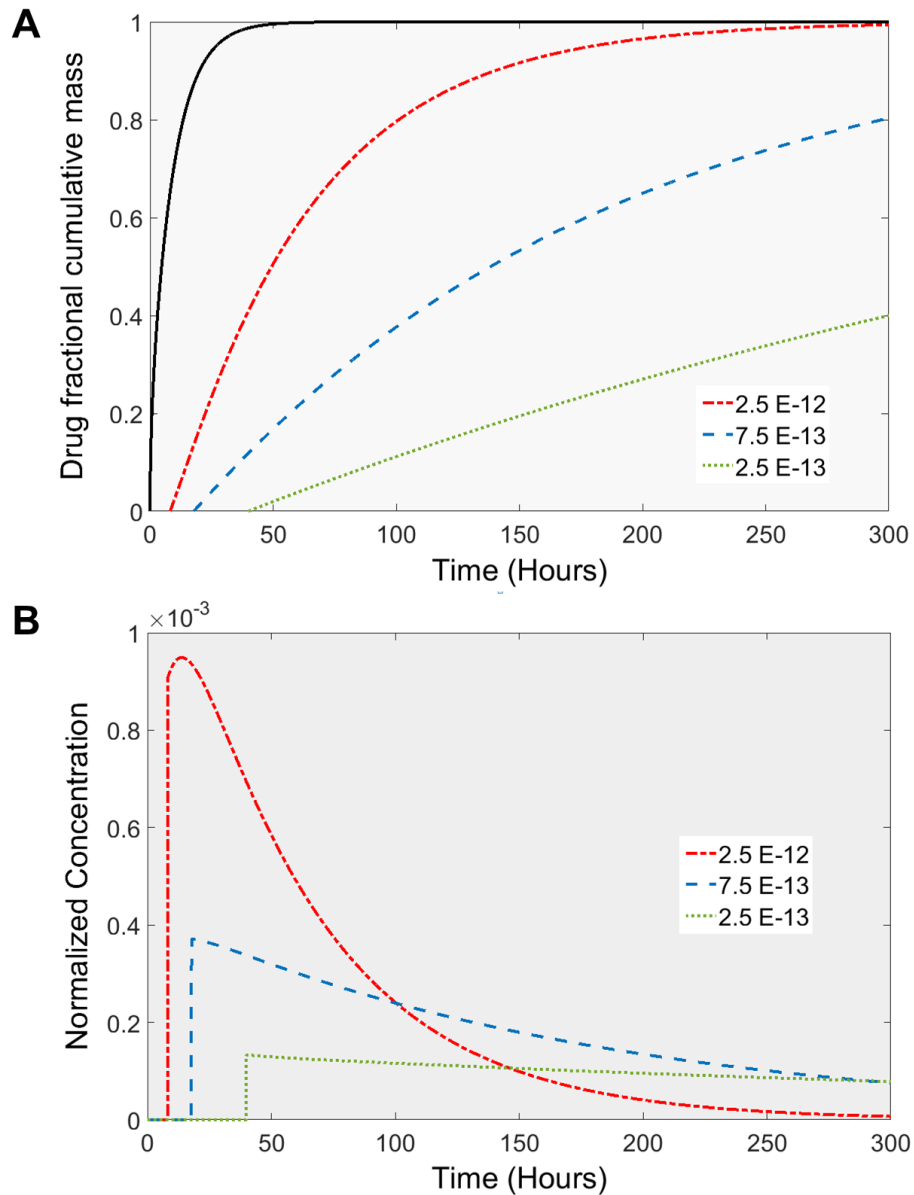 A
Drug fractional cumulative mass
1
0.8
0.6
0.4
0.2
0
2.5 E-12
7.5 E-13
2.5 E-13
0 50 100 150 200 250 300
Time (Hours)
B
×10⁻³
Normalized Concentration
1
0.8
0.6
0.4
0.2
0
2.5 E-12
7.5 E-13
2.5 E-13
0 50 100 150 200 250 300
Time (Hours)